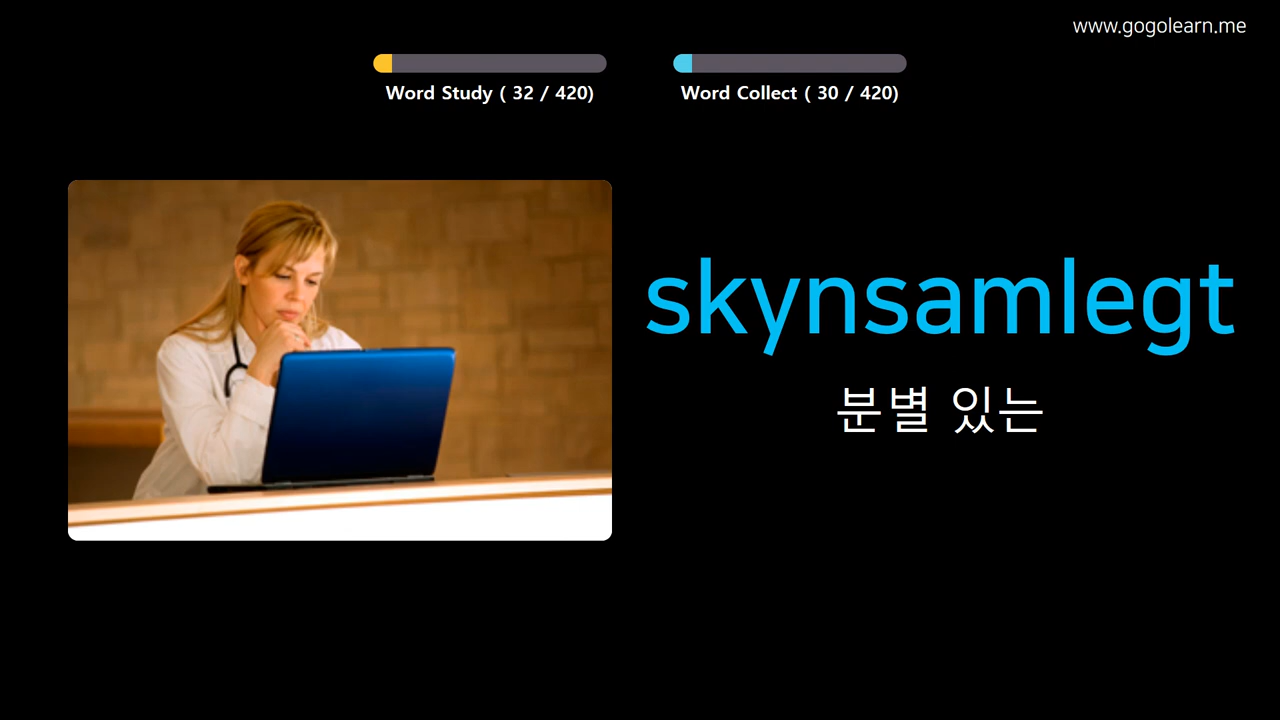 www.gogolearn.me
Word Study ( 32 / 420)
Word Collect ( 30 / 420)
skynsamlegt
분별 있는